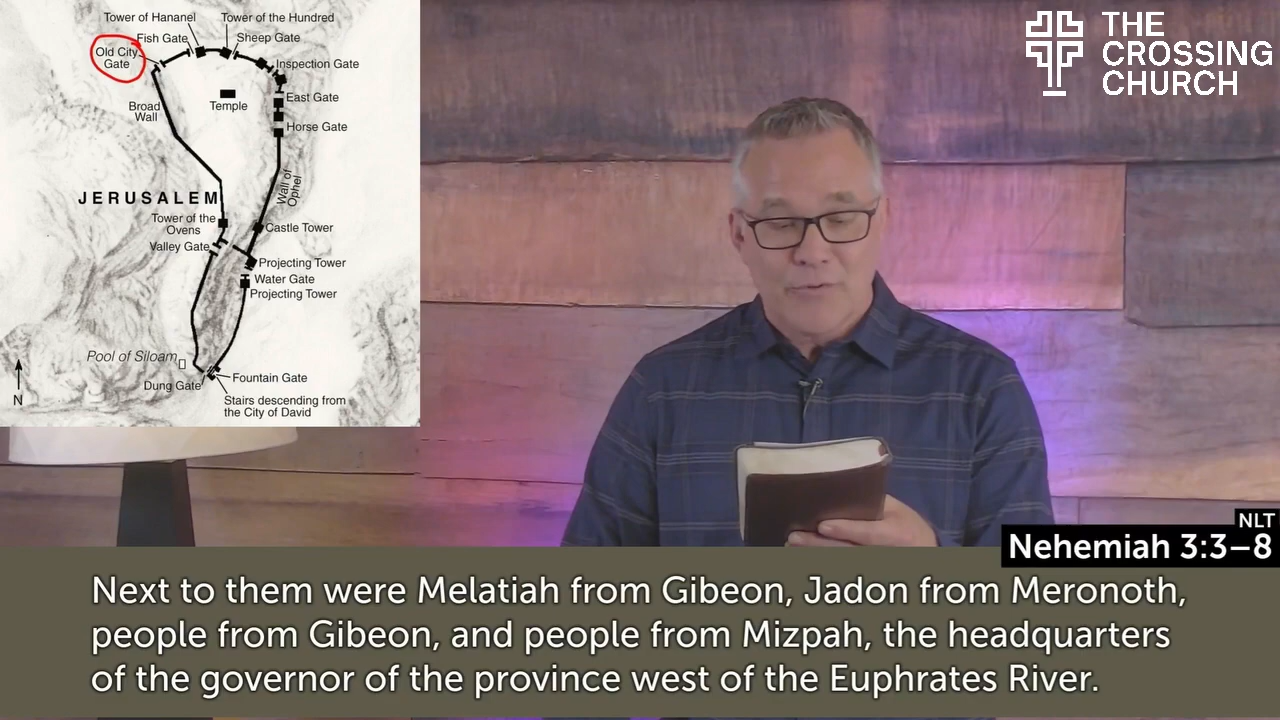 Tower of Hananel
Tower of the Hundred
Fish Gate
Sheep Gate
Old City
Gate
Inspection Gate
East Gate
Broad
Wall
Temple
Horse Gate
JERUSALEM
Wall of
Ophel
Tower of the
Ovens
Castle Tower
Valley Gate
Projecting Tower
Water Gate
Projecting Tower
Pool of Siloam
Dung Gate
Fountain Gate
Stairs descending from
the City of David
N
THE
CROSSING
CHURCH
NLT
Nehemiah 3:3–8
Next to them were Melatiah from Gibeon, Jadon from Meronoth,
people from Gibeon, and people from Mizpah, the headquarters
of the governor of the province west of the Euphrates River.